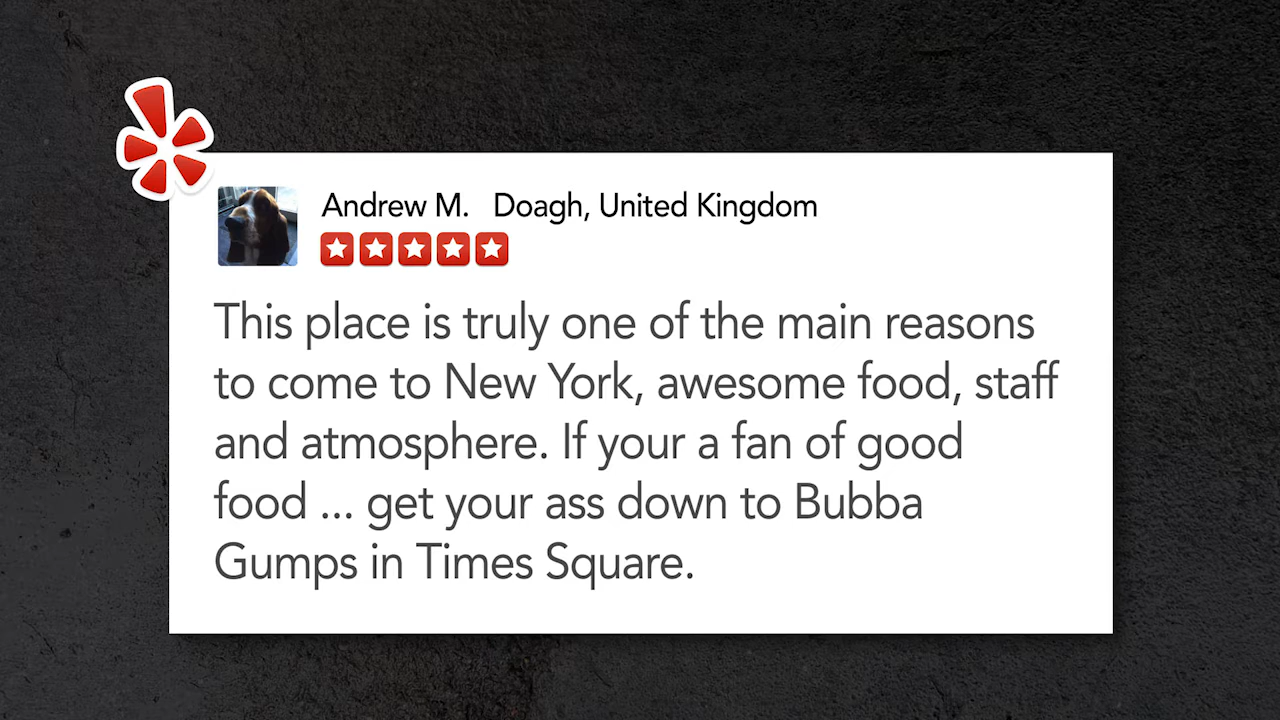 Andrew M. Doagh, United Kingdom
This place is truly one of the main reasons
to come to New York, awesome food, staff
and atmosphere. If your a fan of good
food ... get your ass down to Bubba
Gumps in Times Square.